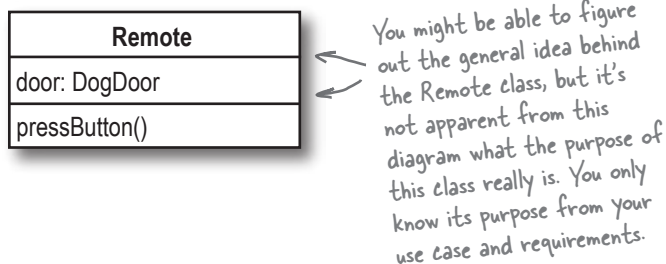 Remote
door: DogDoor
pressButton()
You might be able to figure
out the general idea behind
the Remote class, but it's
not apparent from this
diagram what the purpose of
this class really is. You only
know its purpose from your
use case and requirements.